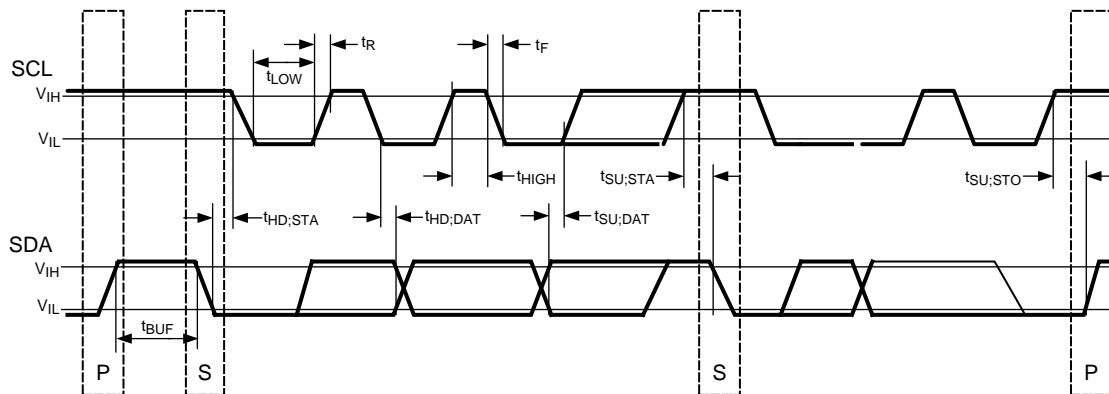 tR
tF
SCL
tLOW
VIH
VIL
tHIGH
tSU;STA
tSU;STO
tHD;STA
tHD;DAT
tSU;DAT
SDA
VIH
VIL
tBUF
P
S
S
P